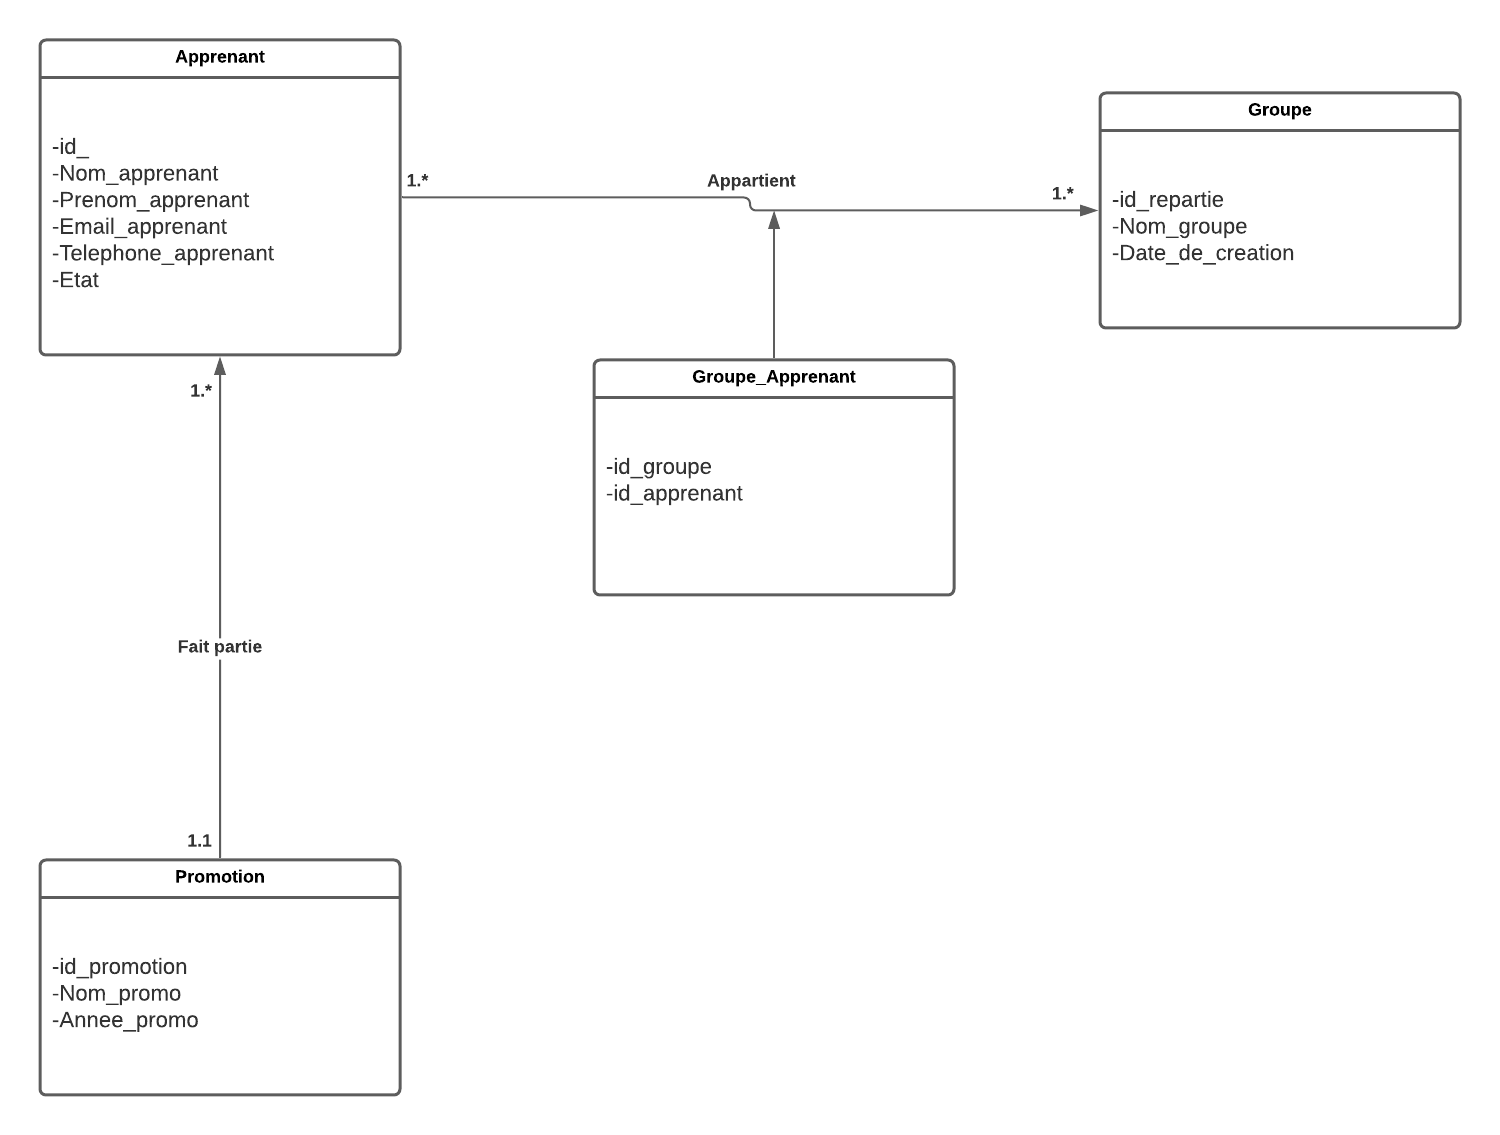 Apprenant
-id_
-Nom_apprenant
-Prenom_apprenant
-Email_apprenant
-Telephone_apprenant
-Etat
1.*
Appartient
1.*
Groupe
-id_repartie
-Nom_groupe
-Date_de_creation
Groupe_Apprenant
-id_groupe
-id_apprenant
1.*
Fait partie
1.1
Promotion
-id_promotion
-Nom_promo
-Annee_promo